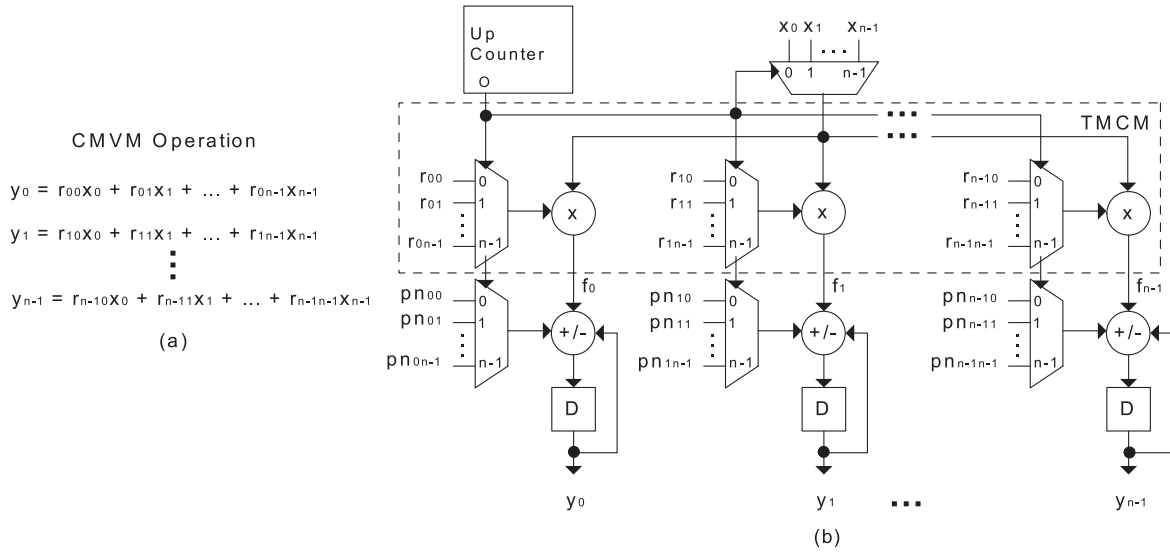 CMVM Operation
y0 = r00x0 + r01x1 + ... + r0n-1xn-1
y1 = r10x0 + r11x1 + ... + r1n-1xn-1
yn-1 = rn-10x0 + rn-11x1 + ... + rn-1n-1xn-1
(a)
Up
Counter
O
x0 x1 ... xn-1
0 1 n-1
TMCM
r00 0
r01 1
r0n-1 n-1
x
r10 0
r11 1
r1n-1 n-1
x
rn-10 0
rn-11 1
rn-1n-1 n-1
x
f0
f1
fn-1
pn00 0
pn01 1
pn0n-1 n-1
+/-
pn10 0
pn11 1
pn1n-1 n-1
+/-
pnn-10 0
pnn-11 1
pnn-1n-1 n-1
+/-
D
D
D
y0
y1
...
yn-1
(b)